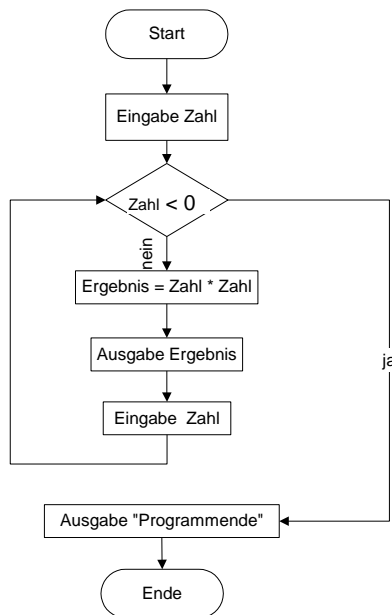 Start
Eingabe Zahl
Zahl < 0
nein
Ergebnis = Zahl * Zahl
Ausgabe Ergebnis
ja
Eingabe Zahl
Ausgabe "Programmende"
Ende